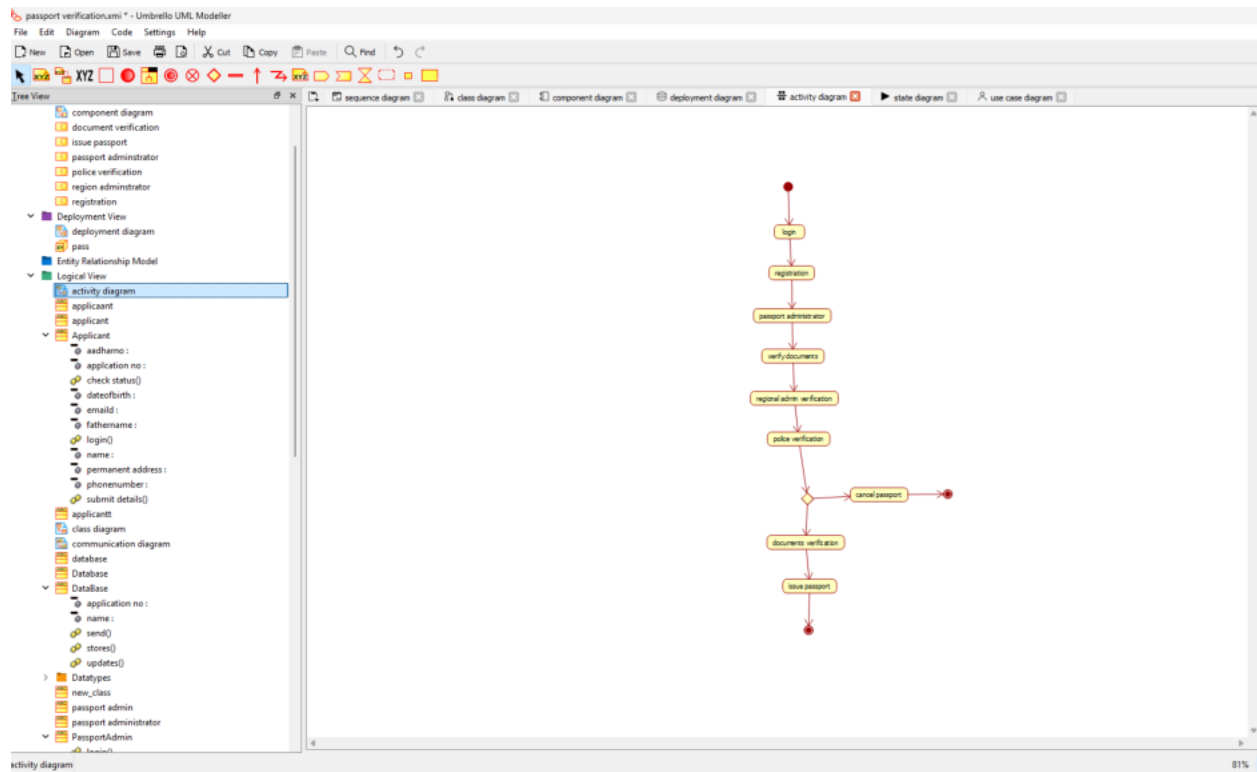 passport verification.xmi * - Umbrello UML Modeller
File Edit Diagram Code Settings Help
New Open Save Cut Copy Paste Find
XYZ
Tree View
sequence diagram class diagram component diagram deployment diagram activity diagram state diagram use case diagram
component diagram
document verification
issue passport
passport adminstrator
police verification
region adminstrator
registration
Deployment View
deployment diagram
pass
Entity Relationship Model
Logical View
activity diagram
applicaant
applicant
Applicant
aadharno :
applcation no :
check status()
dateofbirth :
emaild :
fathername :
login()
name :
permanent address :
phonenumber :
submit details()
applicantt
class diagram
communication diagram
database
Database
DataBase
application no :
name :
send()
stores()
updates()
Datatypes
new_class
passport admin
passport administrator
PassportAdmin
login()
login
registration
passport administrator
verify documents
regional admin verification
police verification
cancel passport
documents verification
issue passport
activity diagram
81%